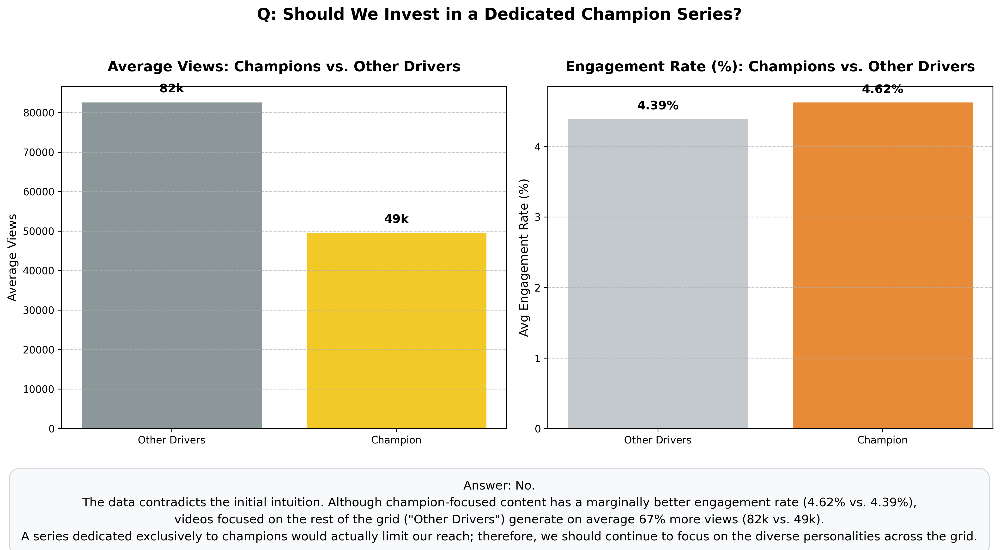 Q: Should We Invest in a Dedicated Champion Series?
Average Views: Champions vs. Other Drivers
Average Views
80000
70000
60000
50000
40000
30000
20000
10000
0
82k
49k
Other Drivers
Champion
Engagement Rate (%): Champions vs. Other Drivers
Avg Engagement Rate (%)
4
3
2
1
0
4.39%
4.62%
Other Drivers
Champion
Answer: No.
The data contradicts the initial intuition. Although champion-focused content has a marginally better engagement rate (4.62% vs. 4.39%),
videos focused on the rest of the grid ("Other Drivers") generate on average 67% more views (82k vs. 49k).
A series dedicated exclusively to champions would actually limit our reach; therefore, we should continue to focus on the diverse personalities across the grid.